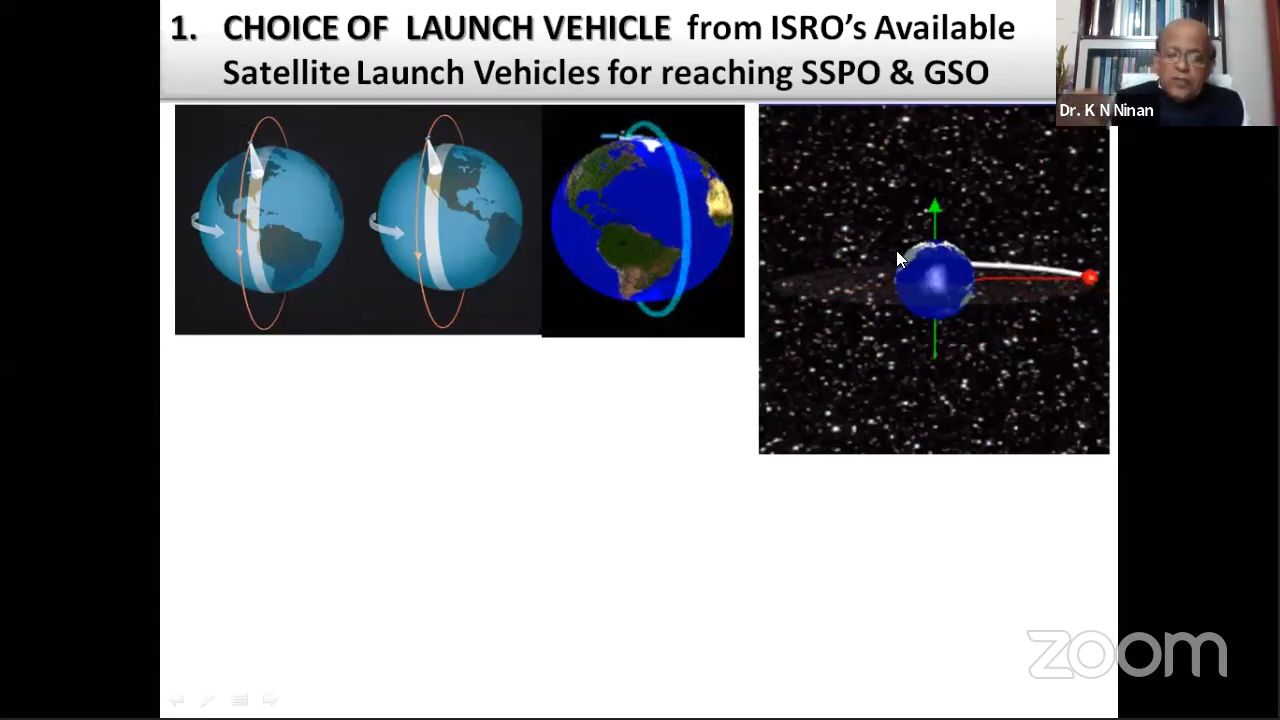 1. CHOICE OF LAUNCH VEHICLE from ISRO's Available
Satellite Launch Vehicles for reaching SSPO & GSO
Dr. K N Ninan
zoom